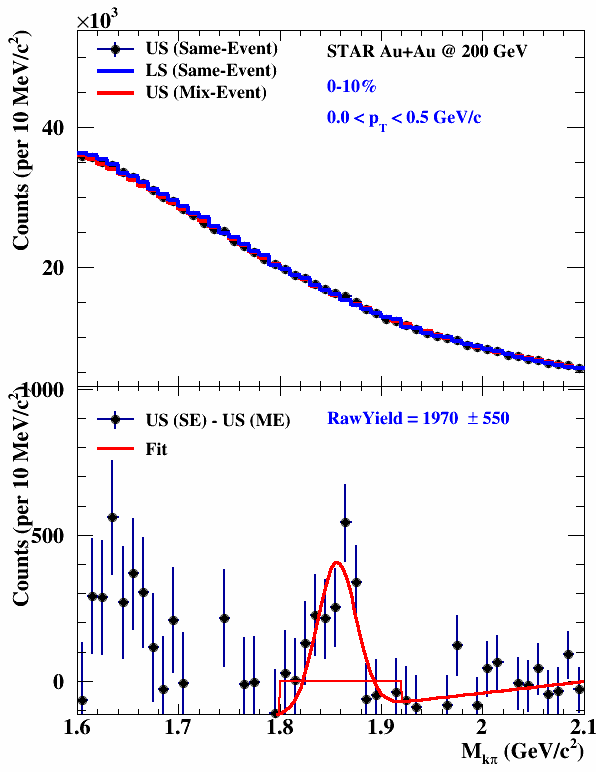 ×10³
US (Same-Event)
LS (Same-Event)
US (Mix-Event)
STAR Au+Au @ 200 GeV
0-10%
0.0 < p_T < 0.5 GeV/c
Counts (per 10 MeV/c²)
40
20
1000
US (SE) - US (ME)
Fit
RawYield = 1970 ± 550
Counts (per 10 MeV/c²)
500
0
1.6 1.7 1.8 1.9 2 2.1
M_kπ (GeV/c²)